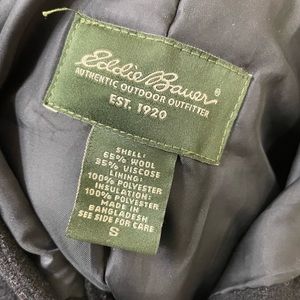 Eddie Bauer
®
AUTHENTIC OUTDOOR OUTFITTER
EST. 1920
SHELL:
65% WOOL
35% VISCOSE
LINING:
100% POLYESTER
INSULATION:
100% POLYESTER
MADE IN
BANGLADESH
SEE SIDE FOR CARE
S